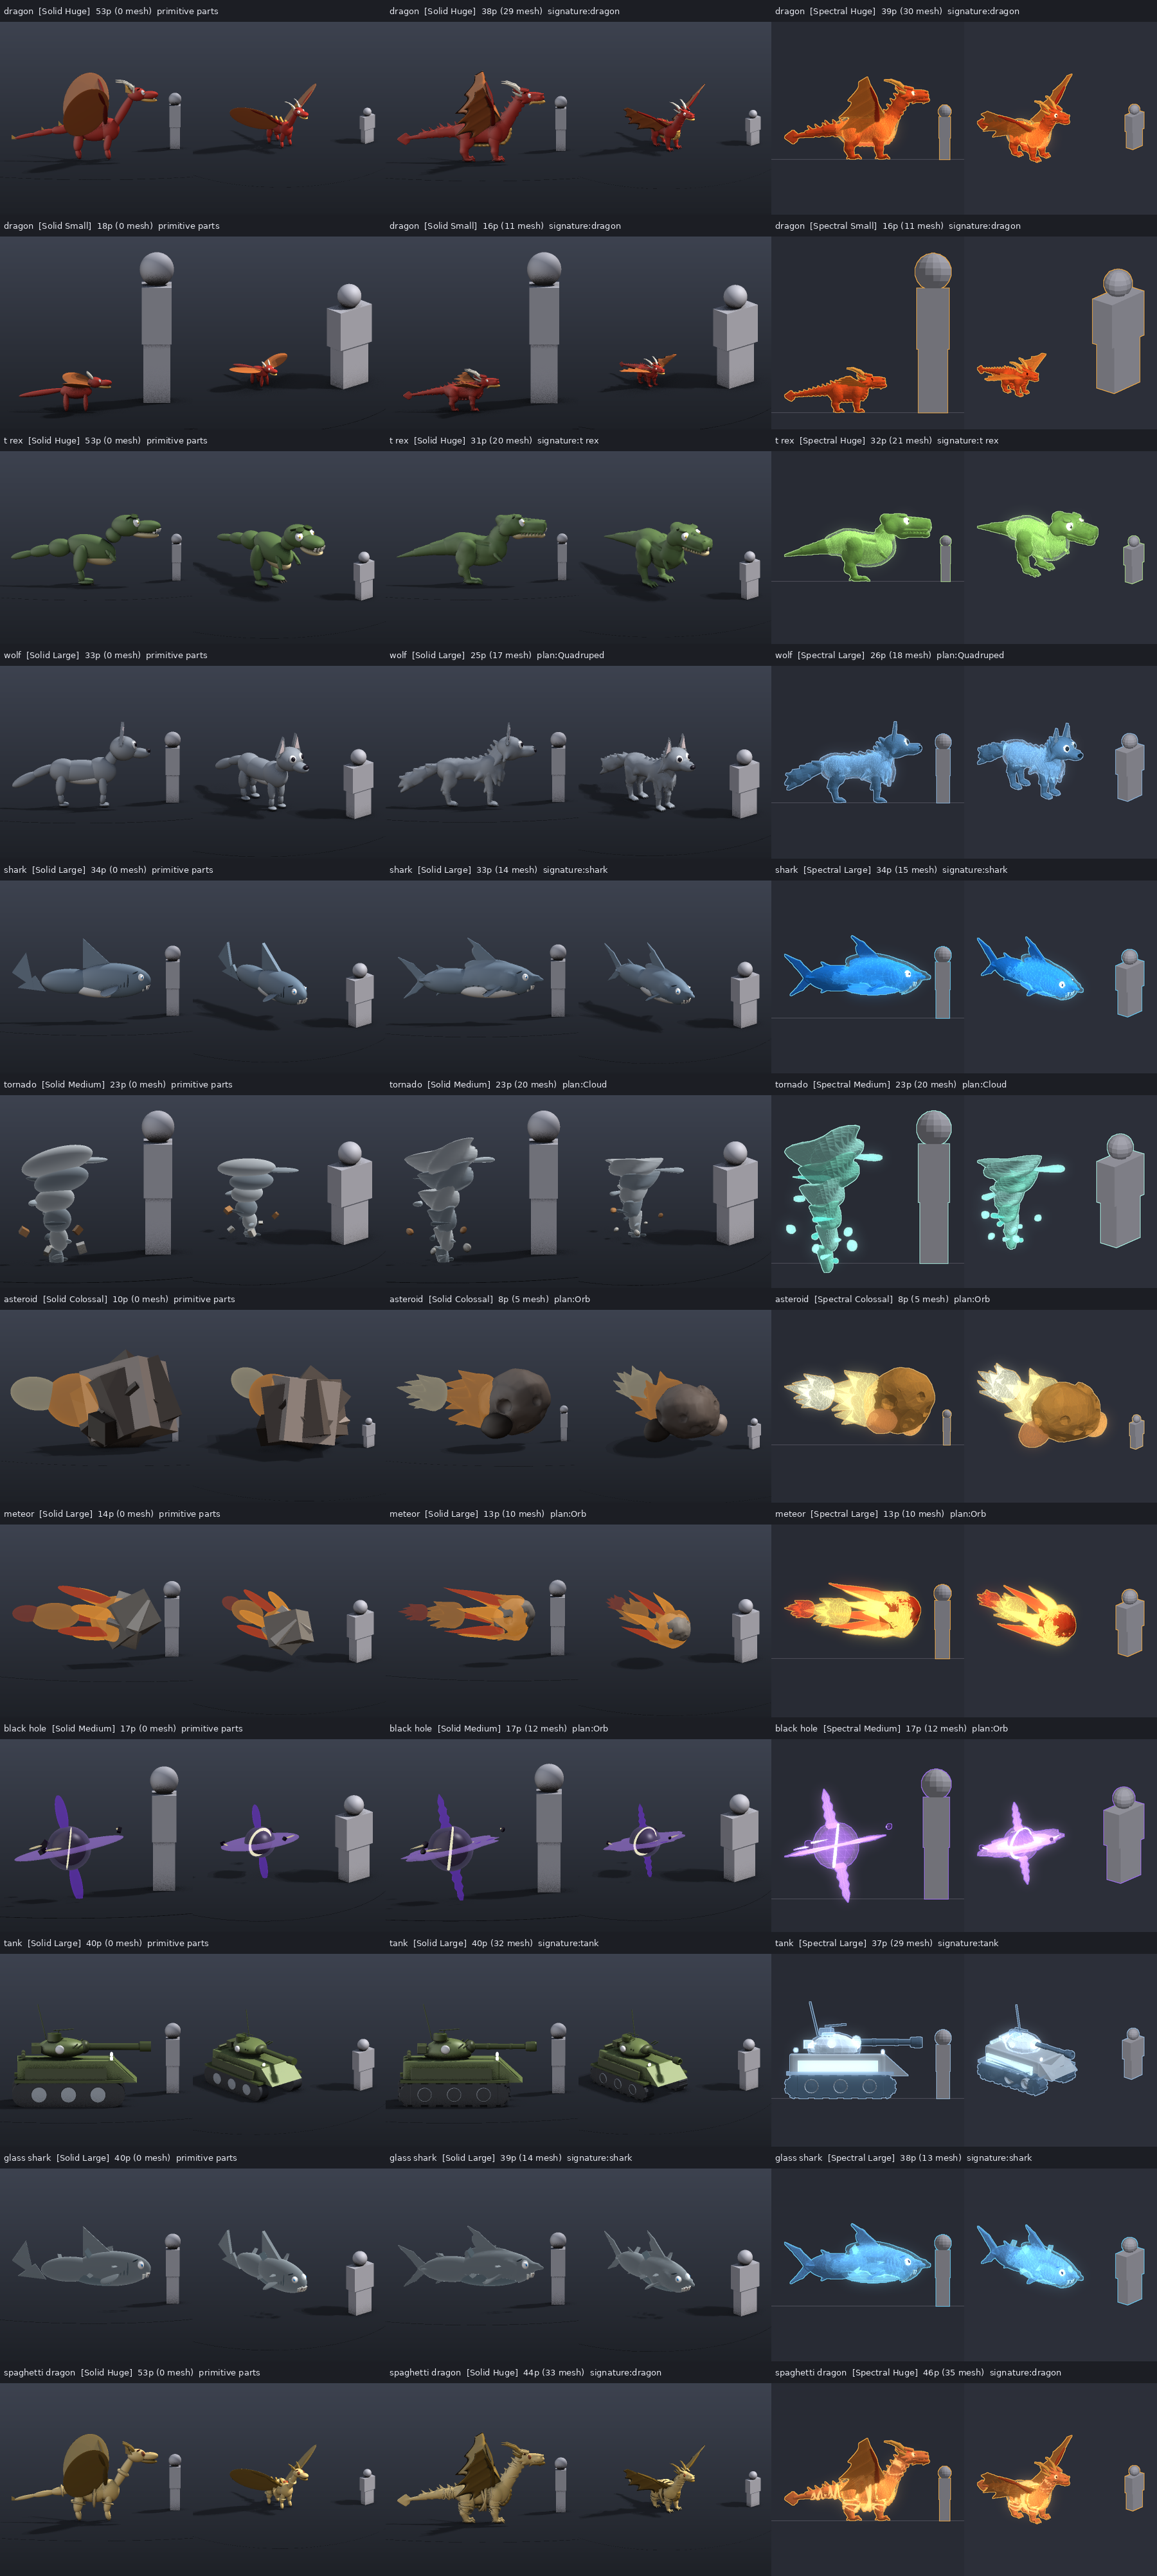 dragon [Solid Huge] 53p (0 mesh) primitive parts
dragon [Solid Huge] 38p (29 mesh) signature:dragon
dragon [Spectral Huge] 39p (30 mesh) signature:dragon
dragon [Solid Small] 18p (0 mesh) primitive parts
dragon [Solid Small] 16p (11 mesh) signature:dragon
dragon [Spectral Small] 16p (11 mesh) signature:dragon
t rex [Solid Huge] 53p (0 mesh) primitive parts
t rex [Solid Huge] 31p (20 mesh) signature:t rex
t rex [Spectral Huge] 32p (21 mesh) signature:t rex
wolf [Solid Large] 33p (0 mesh) primitive parts
wolf [Solid Large] 25p (17 mesh) plan:Quadruped
wolf [Spectral Large] 26p (18 mesh) plan:Quadruped
shark [Solid Large] 34p (0 mesh) primitive parts
shark [Solid Large] 33p (14 mesh) signature:shark
shark [Spectral Large] 34p (15 mesh) signature:shark
tornado [Solid Medium] 23p (0 mesh) primitive parts
tornado [Solid Medium] 23p (20 mesh) plan:Cloud
tornado [Spectral Medium] 23p (20 mesh) plan:Cloud
asteroid [Solid Colossal] 10p (0 mesh) primitive parts
asteroid [Solid Colossal] 8p (5 mesh) plan:Orb
asteroid [Spectral Colossal] 8p (5 mesh) plan:Orb
meteor [Solid Large] 14p (0 mesh) primitive parts
meteor [Solid Large] 13p (10 mesh) plan:Orb
meteor [Spectral Large] 13p (10 mesh) plan:Orb
black hole [Solid Medium] 17p (0 mesh) primitive parts
black hole [Solid Medium] 17p (12 mesh) plan:Orb
black hole [Spectral Medium] 17p (12 mesh) plan:Orb
tank [Solid Large] 40p (0 mesh) primitive parts
tank [Solid Large] 40p (32 mesh) signature:tank
tank [Spectral Large] 37p (29 mesh) signature:tank
glass shark [Solid Large] 40p (0 mesh) primitive parts
glass shark [Solid Large] 39p (14 mesh) signature:shark
glass shark [Spectral Large] 38p (13 mesh) signature:shark
spaghetti dragon [Solid Huge] 53p (0 mesh) primitive parts
spaghetti dragon [Solid Huge] 44p (33 mesh) signature:dragon
spaghetti dragon [Spectral Huge] 46p (35 mesh) signature:dragon